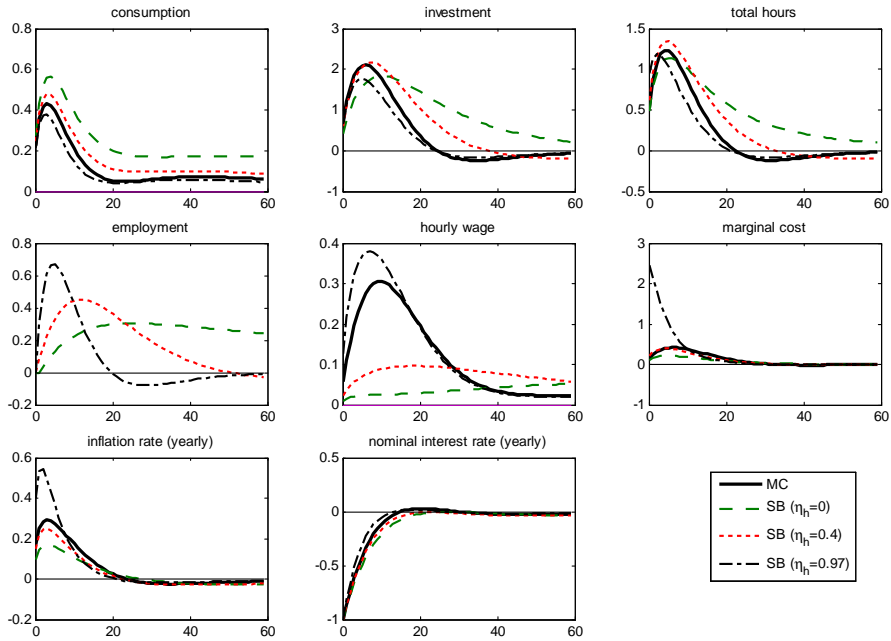 consumption
0.8
0.6
0.4
0.2
0
0 20 40 60
investment
3
2
1
0
-1
0 20 40 60
total hours
1.5
1
0.5
0
-0.5
0 20 40 60
employment
0.8
0.6
0.4
0.2
0
-0.2
0 20 40 60
hourly wage
0.4
0.3
0.2
0.1
0
0 20 40 60
marginal cost
4
3
2
1
0
-1
0 20 40 60
inflation rate (yearly)
0.6
0.4
0.2
0
-0.2
0 20 40 60
nominal interest rate (yearly)
0.5
0
-0.5
-1
0 20 40 60
MC
SB (ηh=0)
SB (ηh=0.4)
SB (ηh=0.97)